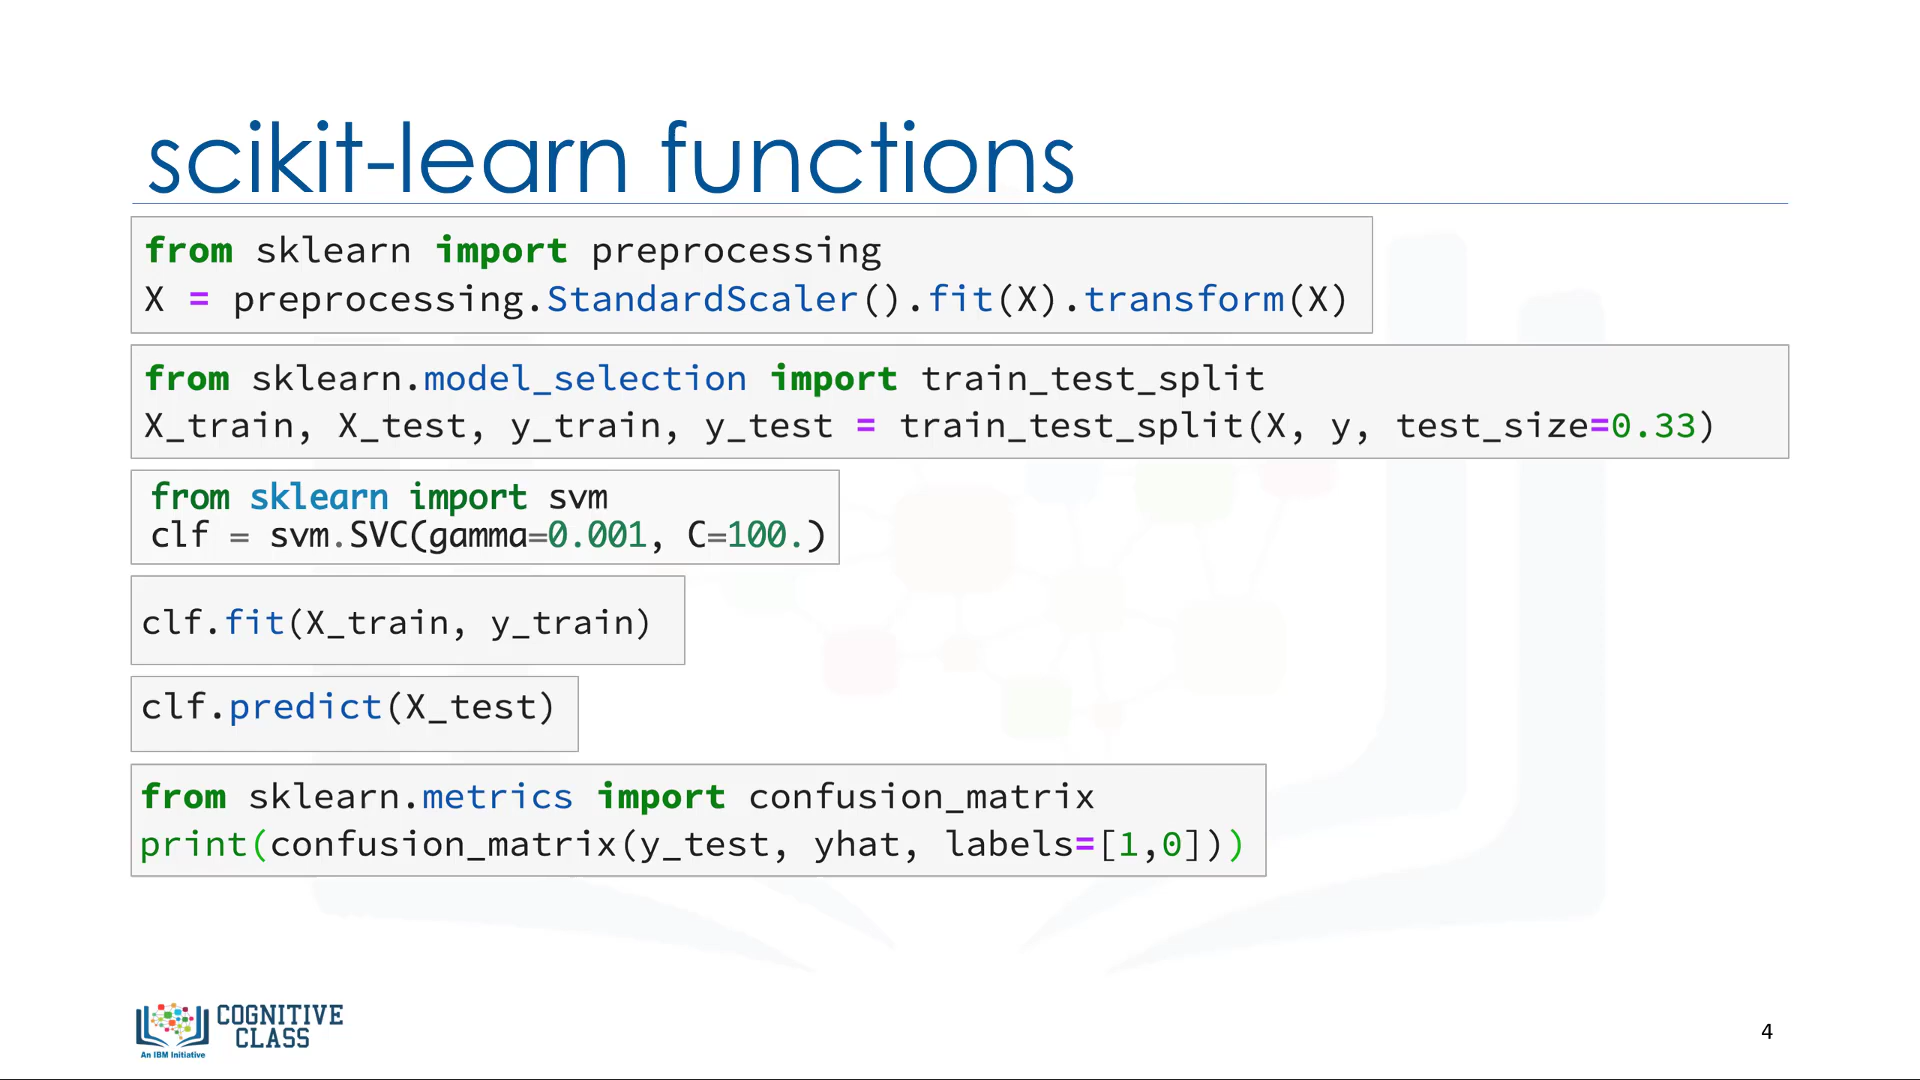 scikit-learn functions
from sklearn import preprocessing
X = preprocessing.StandardScaler().fit(X).transform(X)
from sklearn.model_selection import train_test_split
X_train, X_test, y_train, y_test = train_test_split(X, y, test_size=0.33)
from sklearn import svm
clf = svm.SVC(gamma=0.001, C=100.)
clf.fit(X_train, y_train)
clf.predict(X_test)
from sklearn.metrics import confusion_matrix
print(confusion_matrix(y_test, yhat, labels=[1,0]))
COGNITIVE
CLASS
An IBM Initiative
4